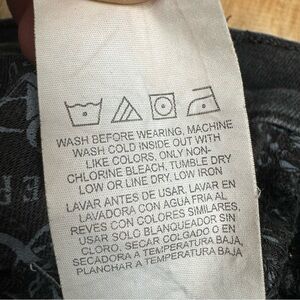 WASH BEFORE WEARING, MACHINE
WASH COLD INSIDE OUT WITH
LIKE COLORS, ONLY NON-
CHLORINE BLEACH, TUMBLE DRY
LOW OR LINE DRY, LOW IRON
LAVAR ANTES DE USAR. LAVAR EN
LAVADORA CON AGUA FRIA AL
REVES CON COLORES SIMILARES.
USAR SOLO BLANQUEADOR SIN
CLORO. SECAR COLGADO O EN
SECADORA A TEMPERATURA BAJA,
PLANCHAR A TEMPERATURA BAJA